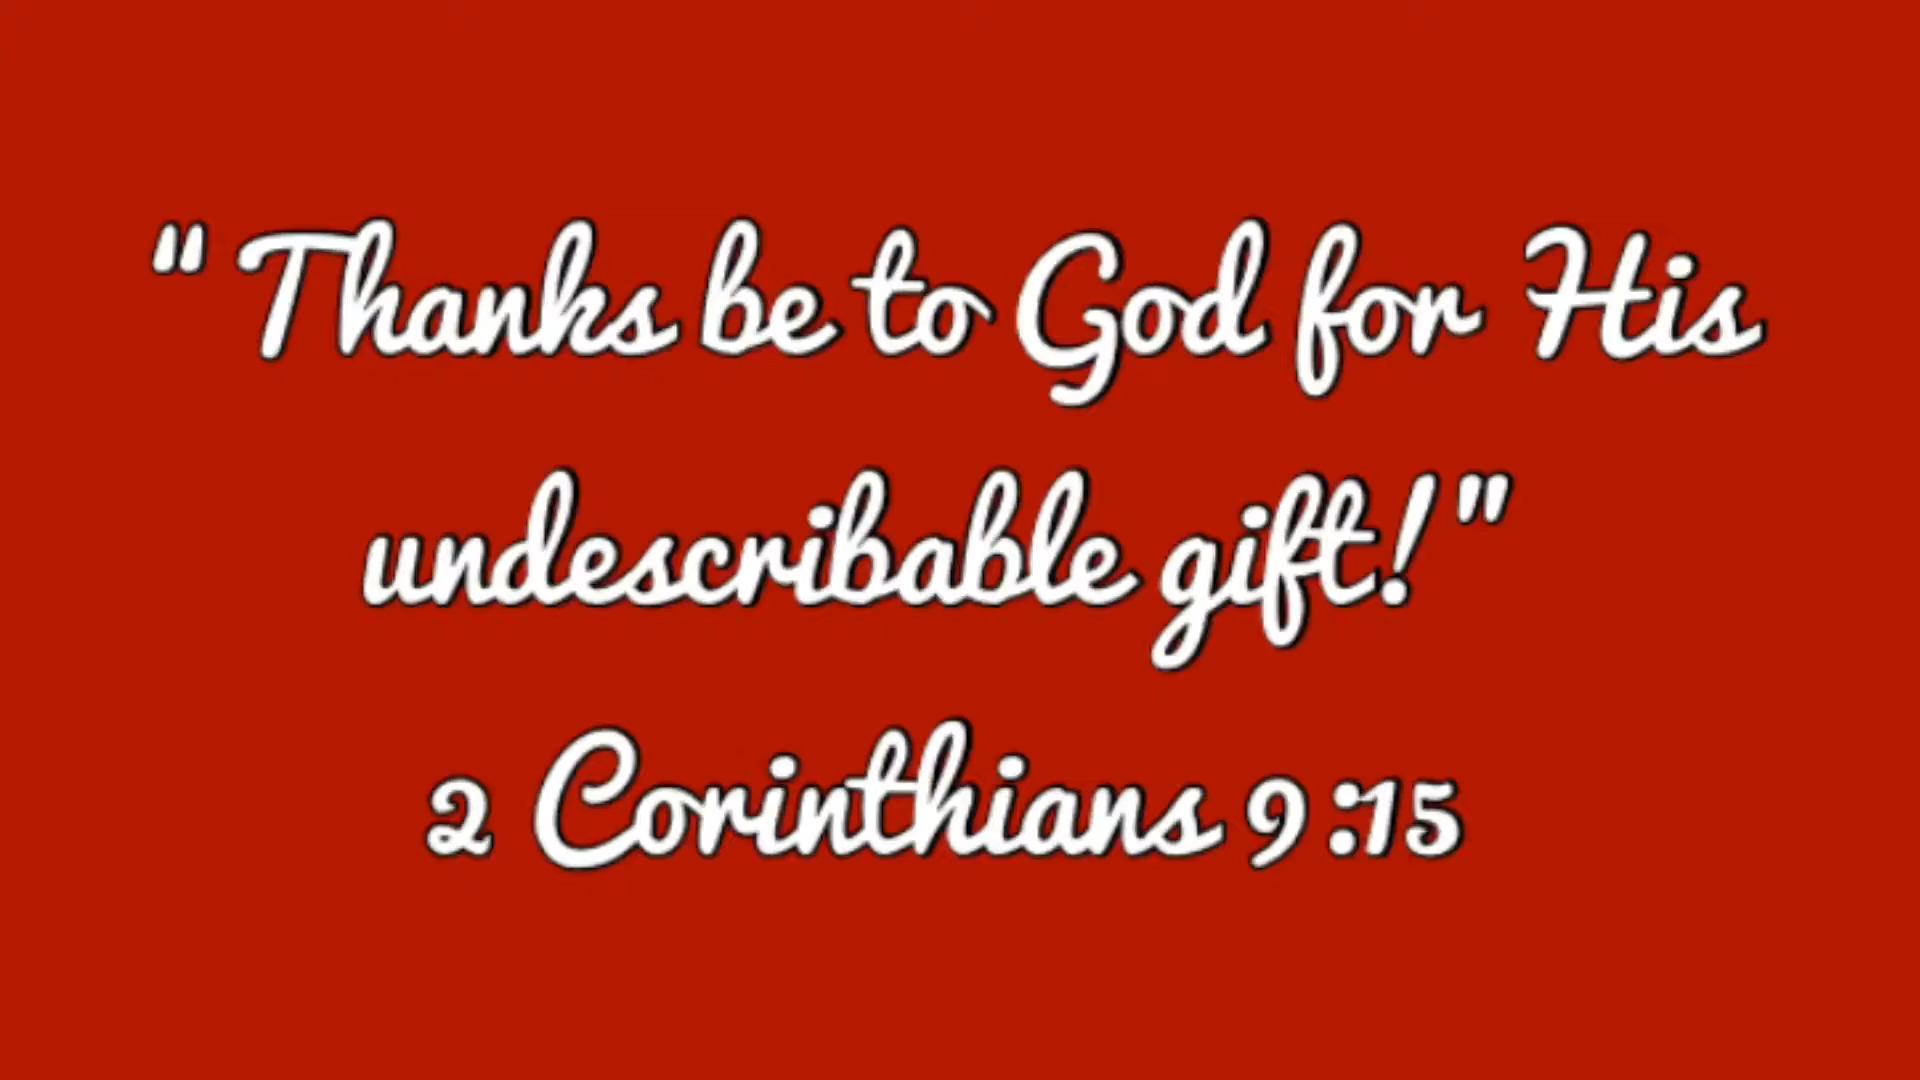 "Thanks be to God for His
undescribable gift!"
2 Corinthians 9:15